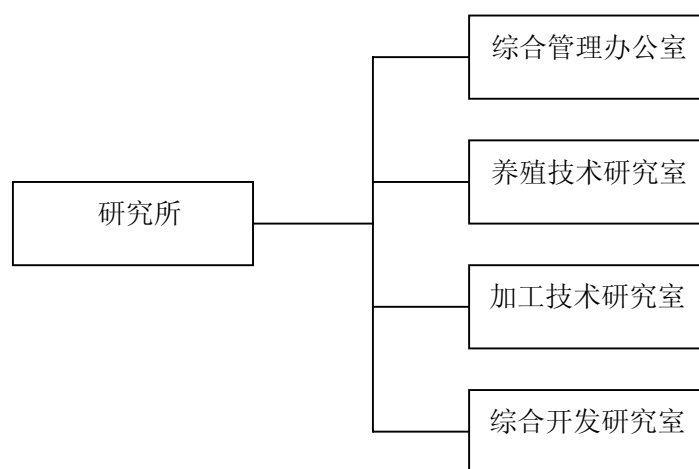 综合管理办公室
养殖技术研究室
研究所
加工技术研究室
综合开发研究室